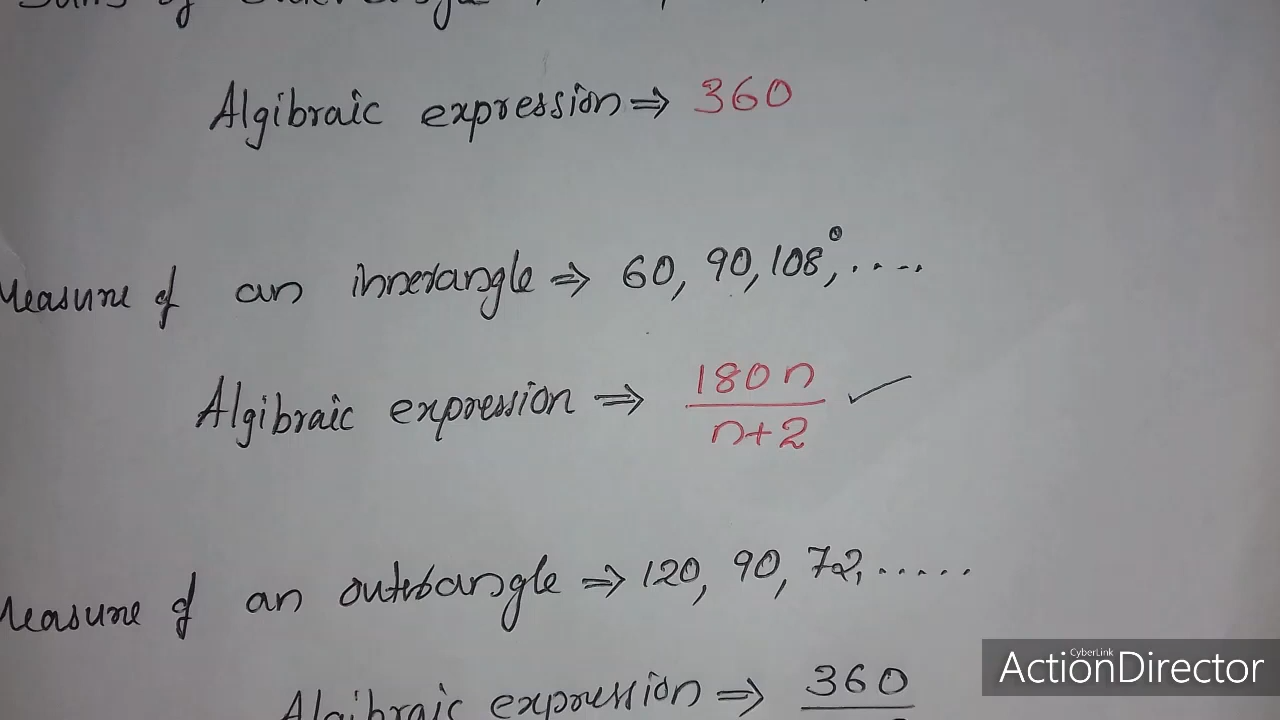 Algibraic expression ⇒ 360
Measure of an innerangle ⇒ 60, 90, 108°, ....
Algibraic expression ⇒ 180n / n+2 ✓
Measure of an outerangle ⇒ 120, 90, 72, .....
Algibraic expression ⇒ 360
CyberLink
ActionDirector